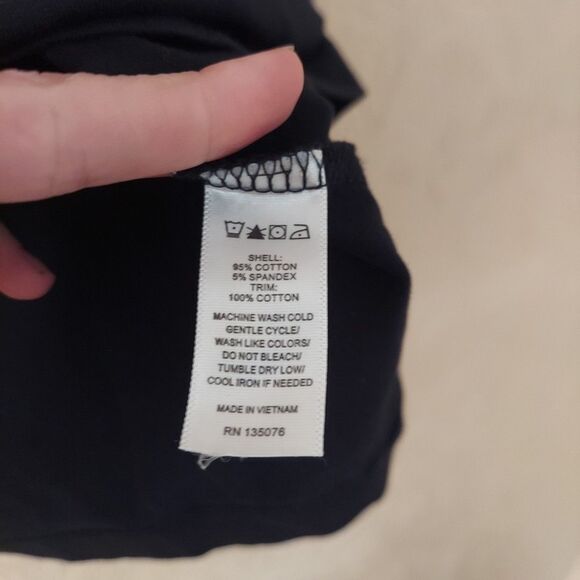 SHELL:
95% COTTON
5% SPANDEX
TRIM:
100% COTTON
MACHINE WASH COLD
GENTLE CYCLE/
WASH LIKE COLORS/
DO NOT BLEACH/
TUMBLE DRY LOW/
COOL IRON IF NEEDED
MADE IN VIETNAM
RN 135076